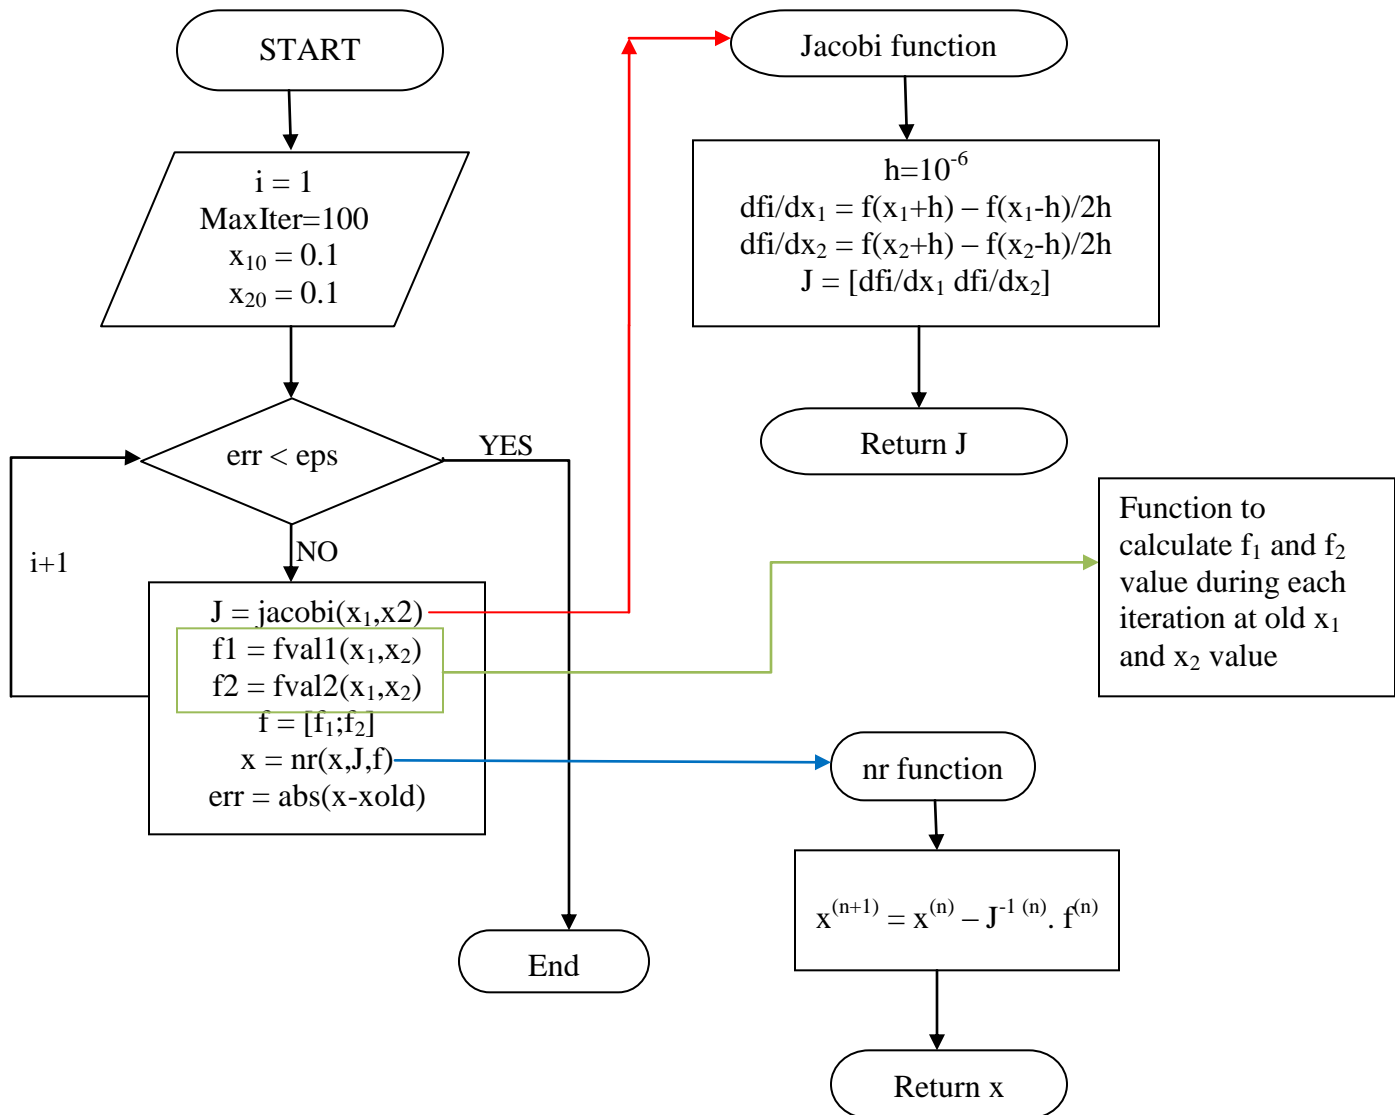 START
i = 1
MaxIter=100
x₁₀ = 0.1
x₂₀ = 0.1
err < eps
YES
NO
i+1
J = jacobi(x₁,x2)
f1 = fval1(x₁,x₂)
f2 = fval2(x₁,x₂)
f = [f₁;f₂]
x = nr(x,J,f)
err = abs(x-xold)
End
Jacobi function
h=10⁻⁶
dfi/dx₁ = f(x₁+h) – f(x₁-h)/2h
dfi/dx₂ = f(x₂+h) – f(x₂-h)/2h
J = [dfi/dx₁ dfi/dx₂]
Return J
Function to
calculate f₁ and f₂
value during each
iteration at old x₁
and x₂ value
nr function
x⁽ⁿ⁺¹⁾ = x⁽ⁿ⁾ – J⁻¹ ⁽ⁿ⁾. f⁽ⁿ⁾
Return x